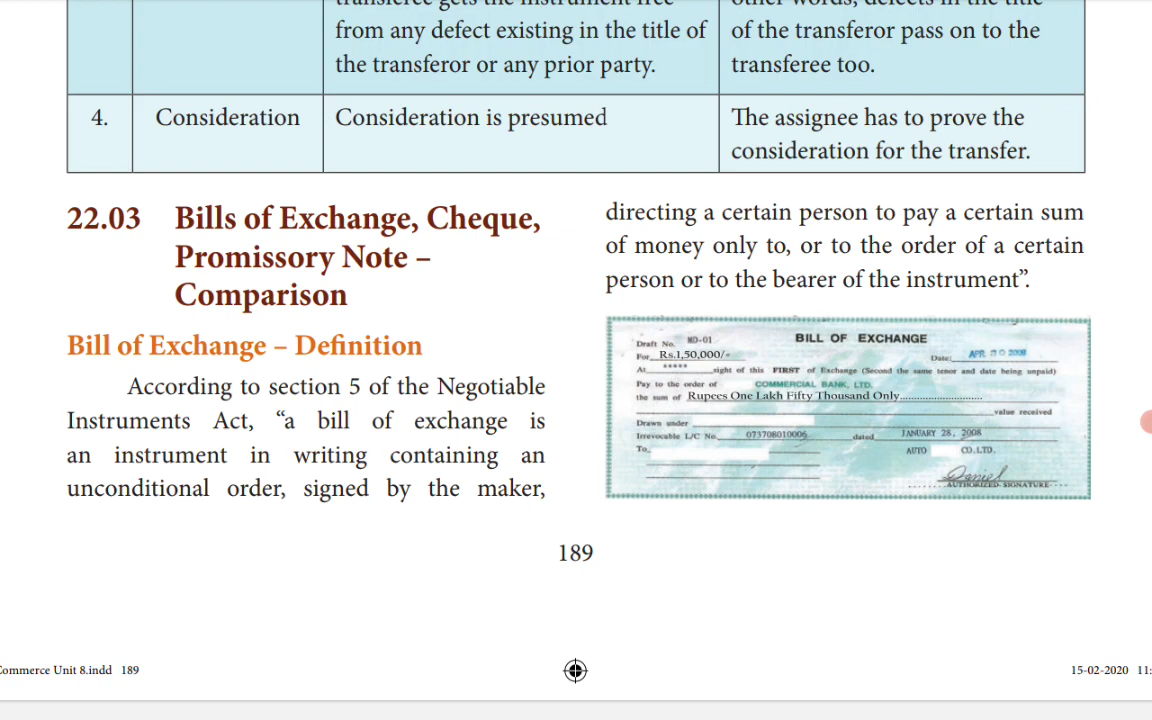 from any defect existing in the title of
the transferor or any prior party.
of the transferor pass on to the
transferee too.
4.
Consideration
Consideration is presumed
The assignee has to prove the
consideration for the transfer.
22.03 Bills of Exchange, Cheque,
Promissory Note –
Comparison
Bill of Exchange – Definition
According to section 5 of the Negotiable
Instruments Act, “a bill of exchange is
an instrument in writing containing an
unconditional order, signed by the maker,
directing a certain person to pay a certain sum
of money only to, or to the order of a certain
person or to the bearer of the instrument”.
BILL OF EXCHANGE
Draft No. MD-01
For Rs.1,50,000/-
Date: APR 30 2008
At ***** sight of this FIRST of Exchange (Second the same tenor and date being unpaid)
Pay to the order of COMMERCIAL BANK, LTD.
the sum of Rupees One Lakh Fifty Thousand Only
value received
Drawn under
Irrevocable L/C No. 073708010006 dated JANUARY 28, 2008
To, AUTO CO.LTD.
Daniel
AUTHORIZED SIGNATURE
189
Commerce Unit 8.indd 189
15-02-2020 11: